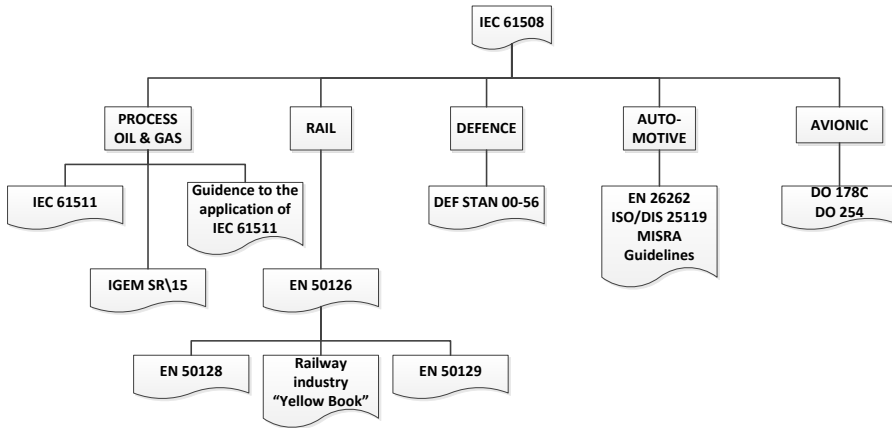 IEC 61508
PROCESS
OIL & GAS
RAIL
DEFENCE
AUTO-
MOTIVE
AVIONIC
IEC 61511
Guidence to the
application of
IEC 61511
DEF STAN 00-56
EN 26262
ISO/DIS 25119
MISRA
Guidelines
DO 178C
DO 254
IGEM SR\15
EN 50126
EN 50128
Railway
industry
“Yellow Book”
EN 50129